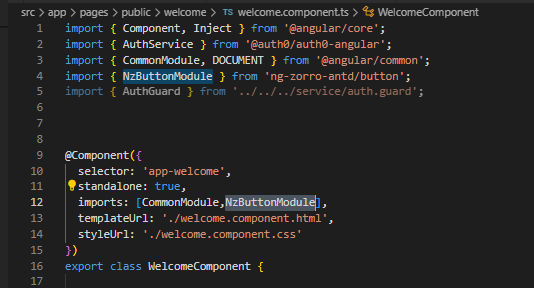 src > app > pages > public > welcome > TS welcome.component.ts > WelcomeComponent
1 import { Component, Inject } from '@angular/core';
2 import { AuthService } from '@auth0/auth0-angular';
3 import { CommonModule, DOCUMENT } from '@angular/common';
4 import { NzButtonModule } from 'ng-zorro-antd/button';
5 import { AuthGuard } from '../../../service/auth.guard';
6
7
8
9 @Component({
10 selector: 'app-welcome',
11 standalone: true,
12 imports: [CommonModule,NzButtonModule],
13 templateUrl: './welcome.component.html',
14 styleUrl: './welcome.component.css'
15 })
16 export class WelcomeComponent {
17